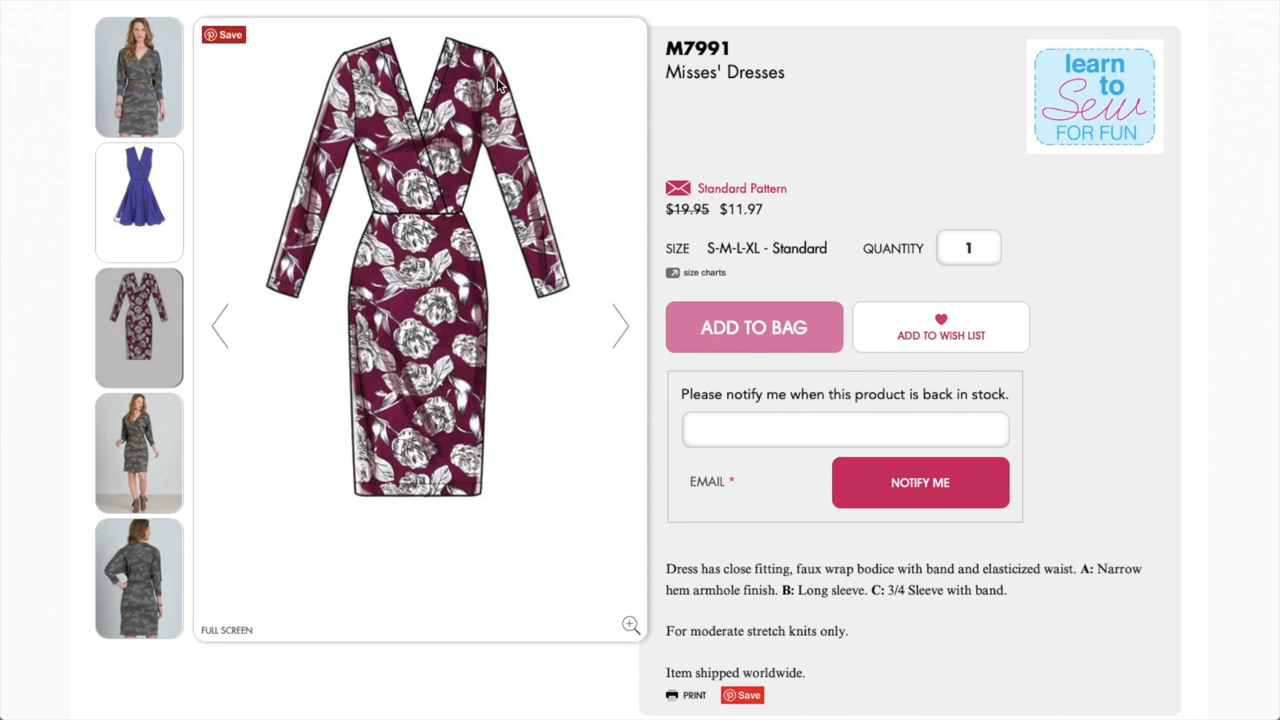 Save
FULL SCREEN
M7991
Misses' Dresses
learn
to
Sew
FOR FUN
Standard Pattern
$19.95 $11.97
SIZE S-M-L-XL - Standard QUANTITY 1
size charts
ADD TO BAG
ADD TO WISH LIST
Please notify me when this product is back in stock.
EMAIL *
NOTIFY ME
Dress has close fitting, faux wrap bodice with band and elasticized waist. A: Narrow
hem armhole finish. B: Long sleeve. C: 3/4 Sleeve with band.
For moderate stretch knits only.
Item shipped worldwide.
PRINT Save